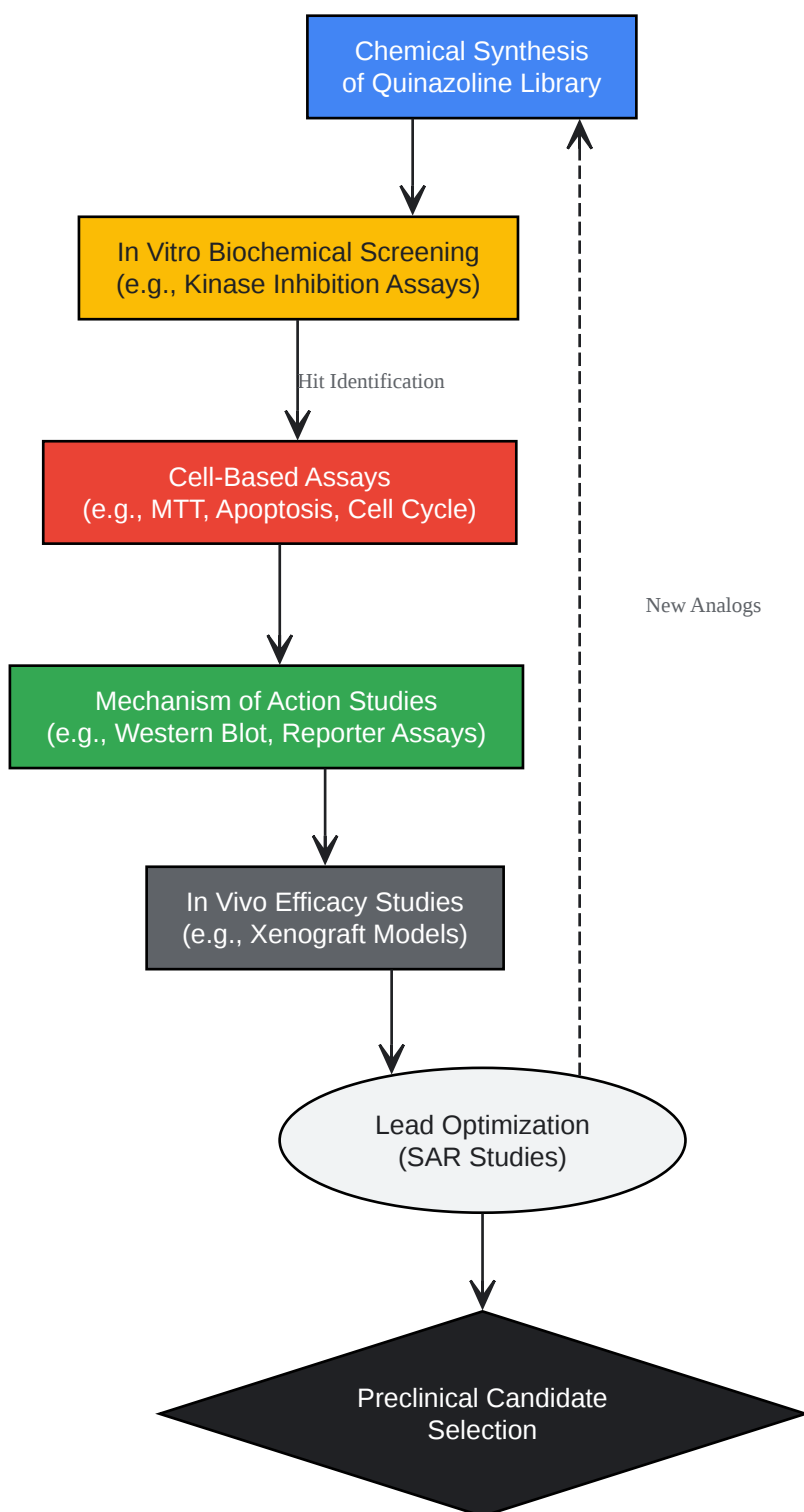 Chemical Synthesis
of Quinazoline Library
In Vitro Biochemical Screening
(e.g., Kinase Inhibition Assays)
Hit Identification
Cell-Based Assays
(e.g., MTT, Apoptosis, Cell Cycle)
New Analogs
Mechanism of Action Studies
(e.g., Western Blot, Reporter Assays)
In Vivo Efficacy Studies
(e.g., Xenograft Models)
Lead Optimization
(SAR Studies)
Preclinical Candidate
Selection